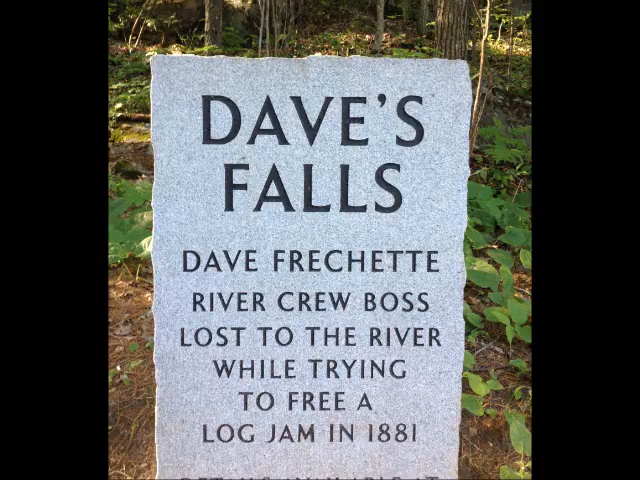 DAVE'S
FALLS
DAVE FRECHETTE
RIVER CREW BOSS
LOST TO THE RIVER
WHILE TRYING
TO FREE A
LOG JAM IN 1881